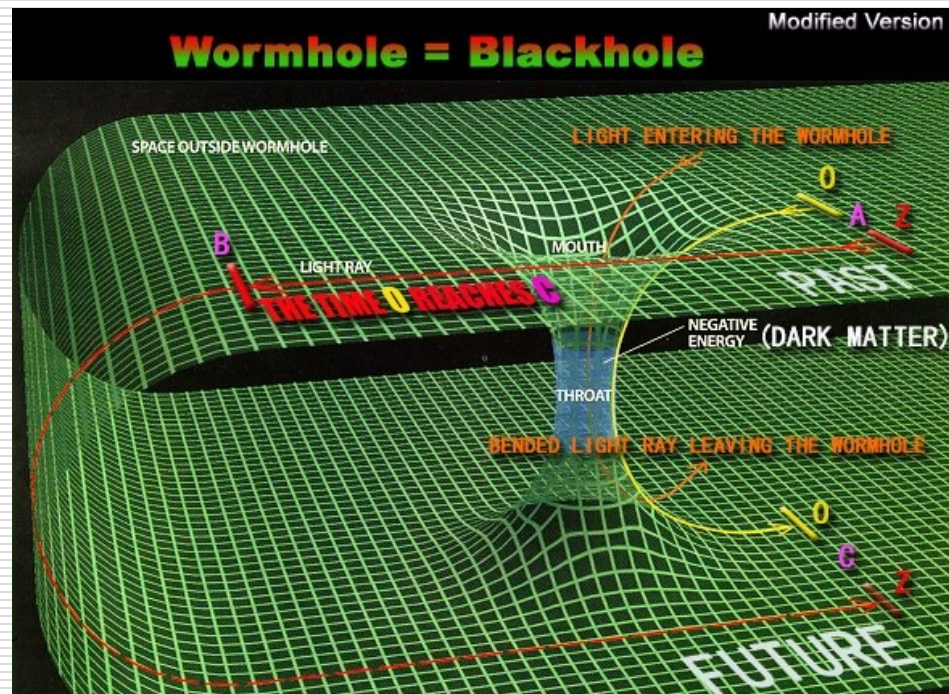 Modified Version
Wormhole = Blackhole
LIGHT ENTERING THE WORMHOLE
SPACE OUTSIDE WORMHOLE
O
A
Z
B
MOUTH
LIGHT RAY
PAST
THE TIME O REACHES C
NEGATIVE
ENERGY (DARK MATTER)
THROAT
BENDED LIGHT RAY LEAVING THE WORMHOLE
O
C
Z
FUTURE